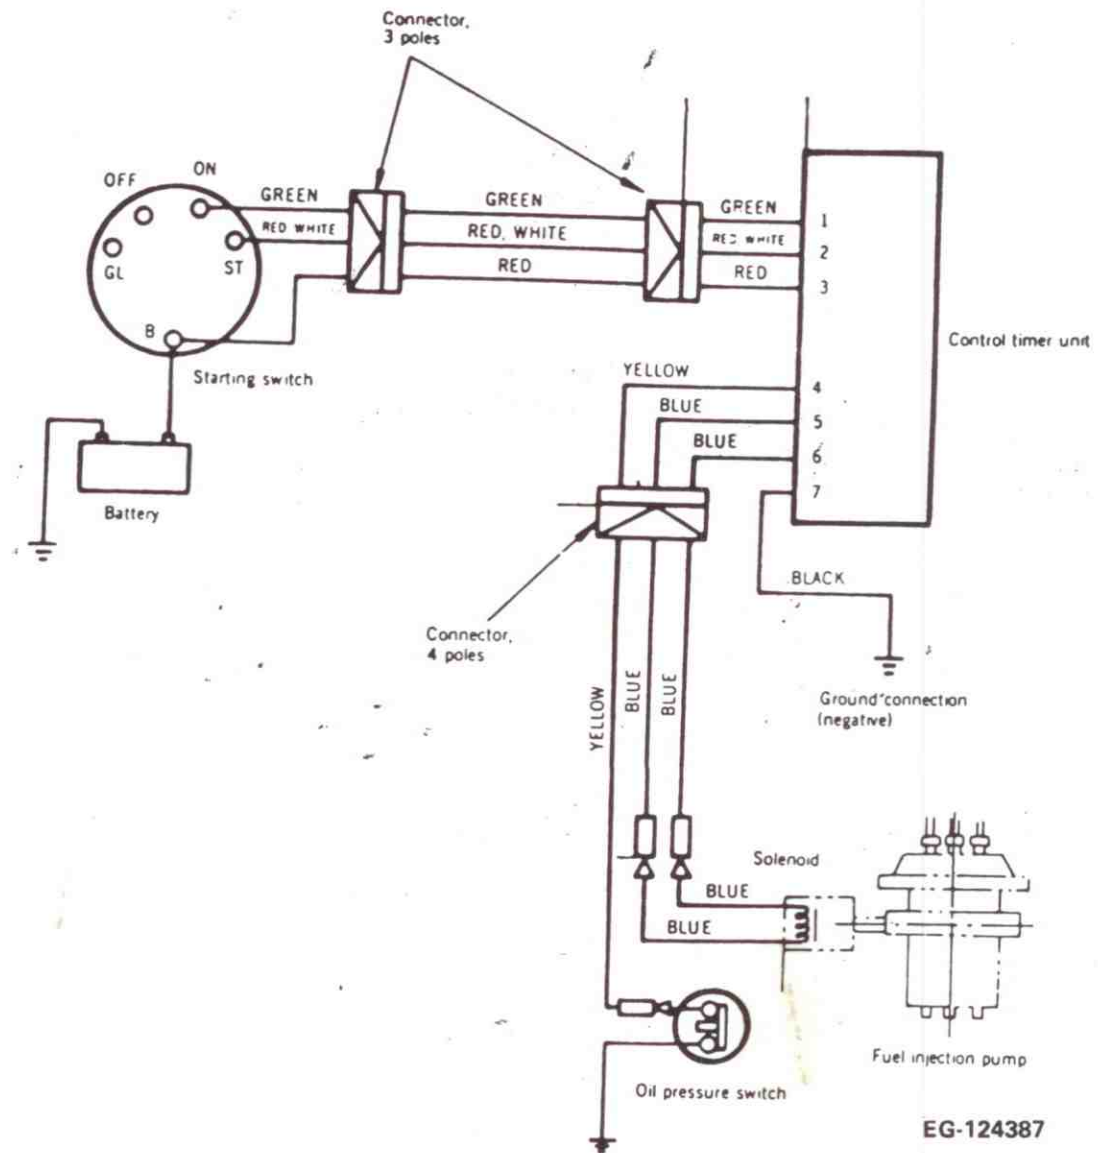 Connector,
3 poles
OFF
ON
GL
ST
B
GREEN
RED, WHITE
GREEN
RED, WHITE
RED
GREEN
RED, WHITE
RED
1
2
3
4
5
6
7
Control timer unit
Starting switch
Battery
YELLOW
BLUE
BLUE
BLACK
Connector,
4 poles
Ground connection
(negative)
YELLOW
BLUE
BLUE
Solenoid
BLUE
BLUE
Fuel injection pump
Oil pressure switch
EG-124387